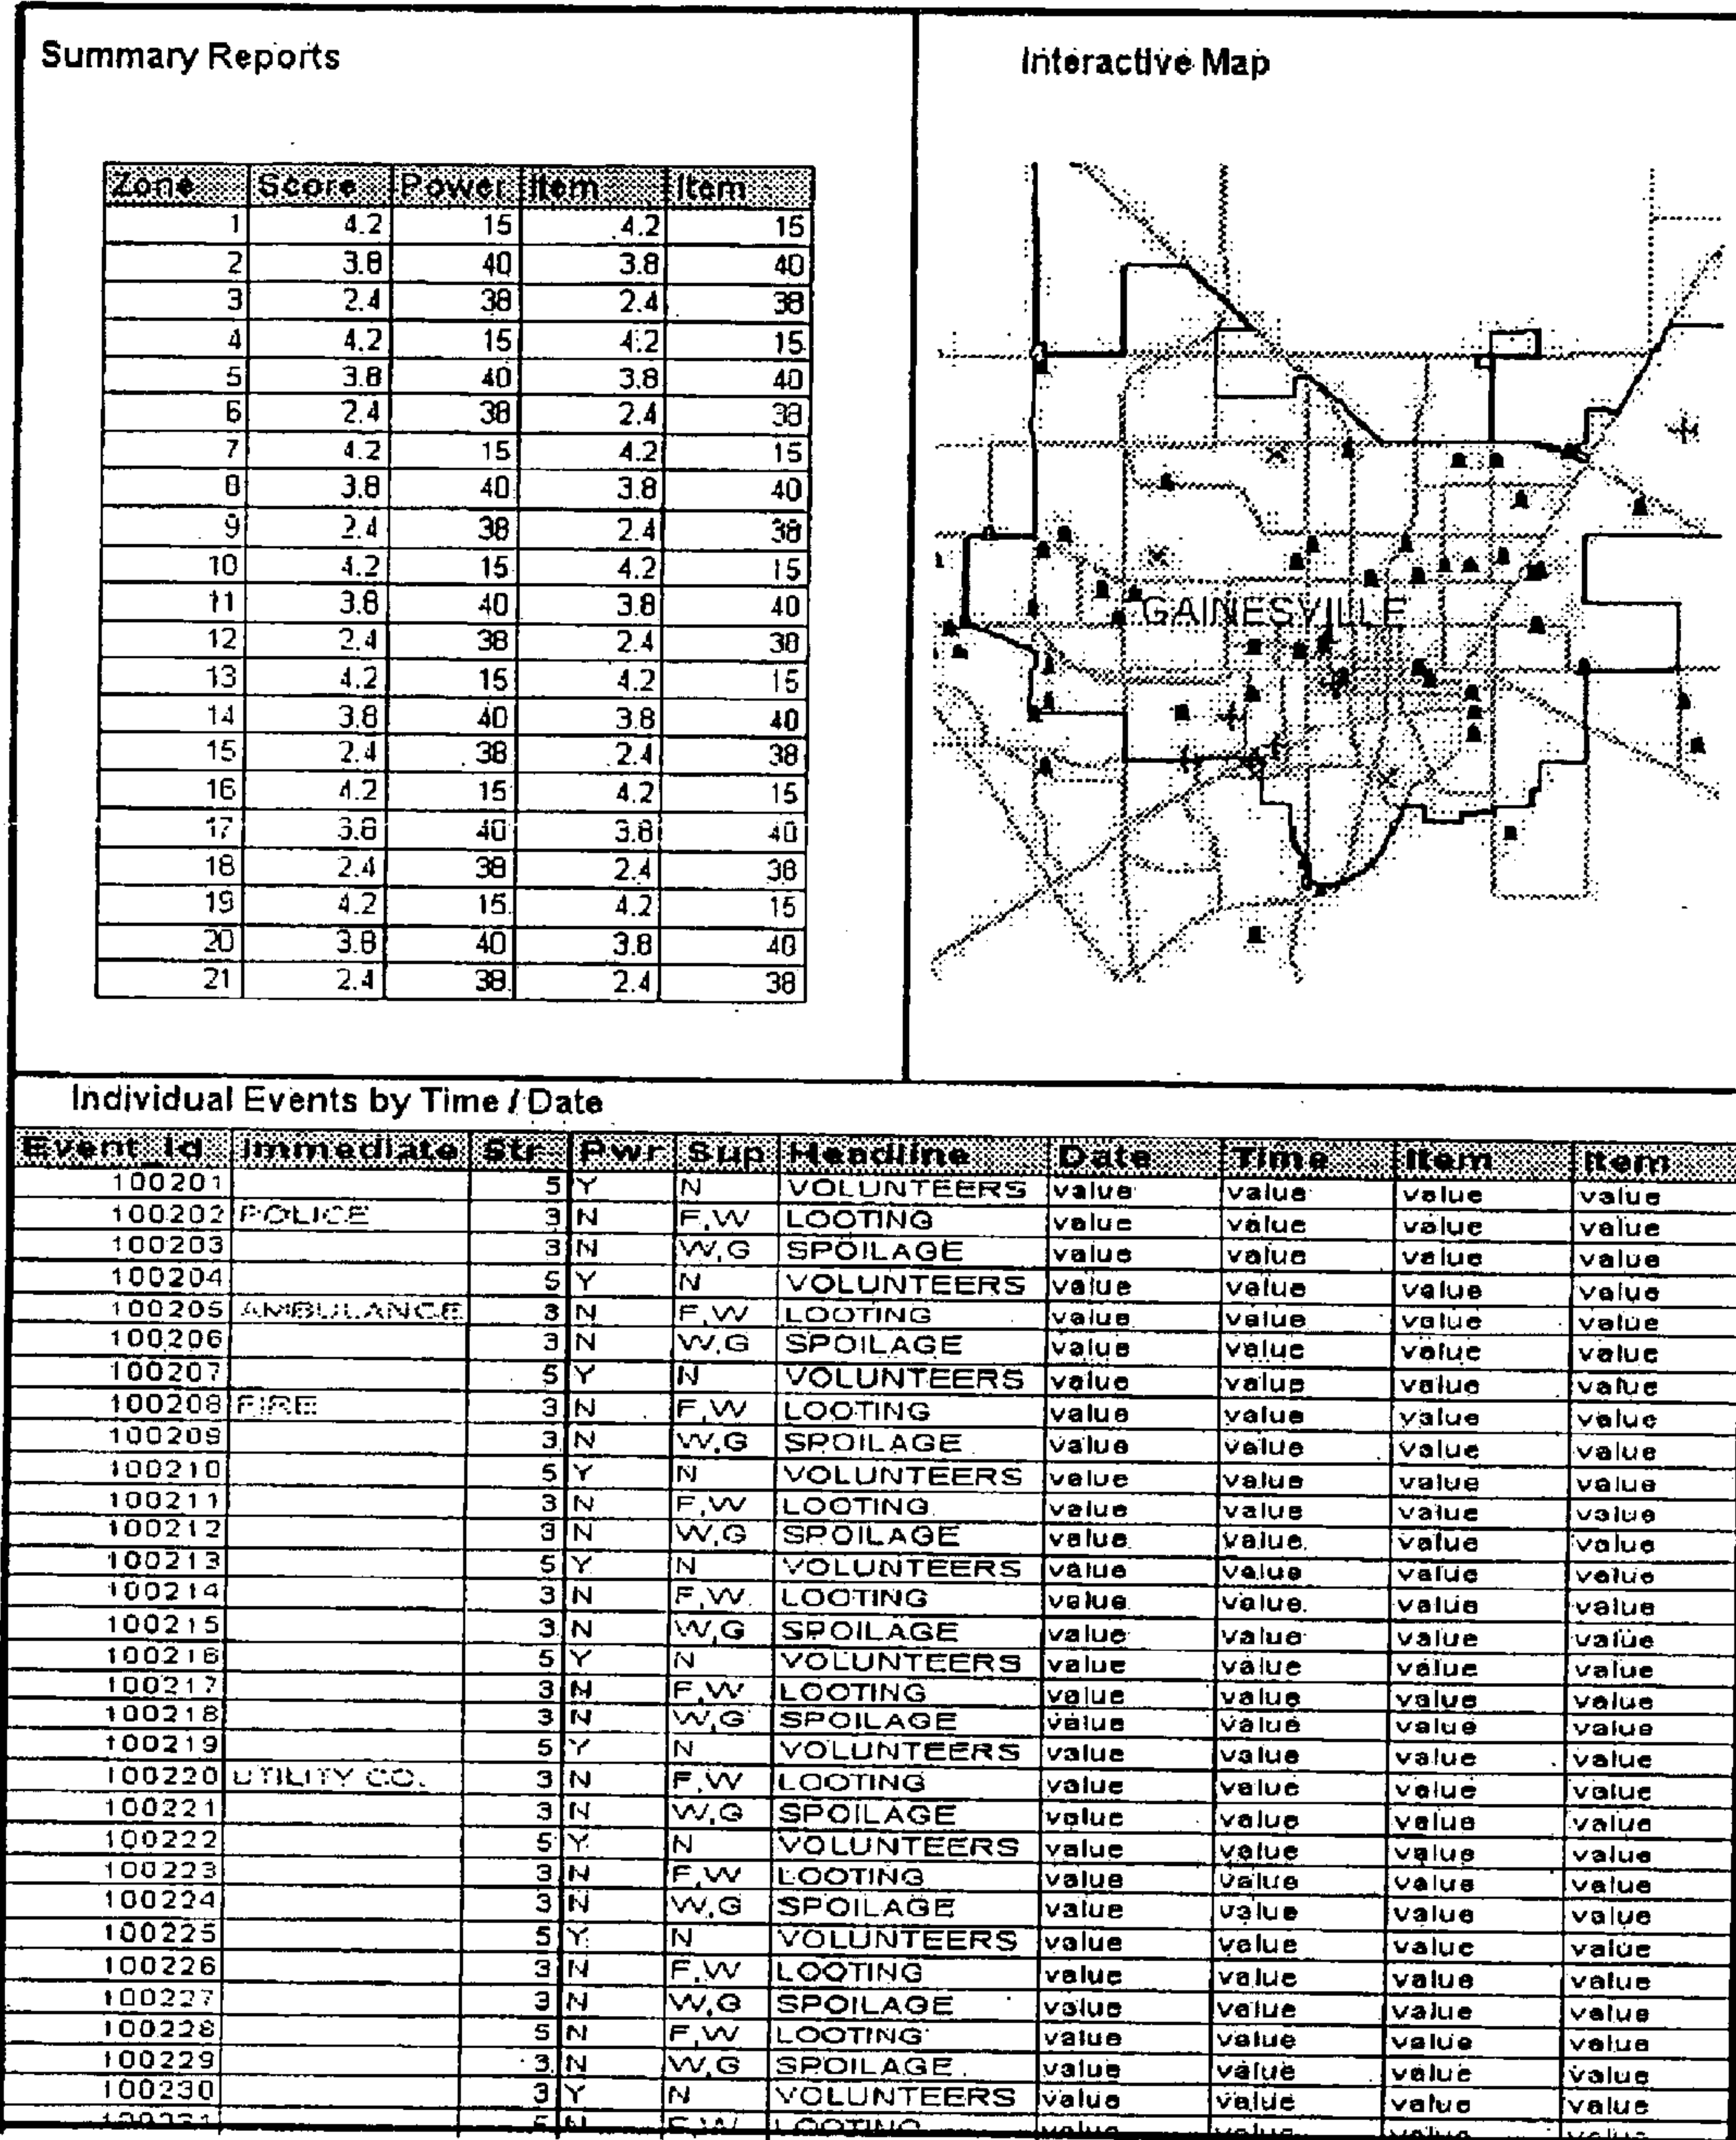 Summary Reports
Zone Score Power Item Item
1 4.2 15 4.2 15
2 3.8 40 3.8 40
3 2.4 38 2.4 38
4 4.2 15 4.2 15
5 3.8 40 3.8 40
6 2.4 38 2.4 38
7 4.2 15 4.2 15
8 3.8 40 3.8 40
9 2.4 38 2.4 38
10 4.2 15 4.2 15
11 3.8 40 3.8 40
12 2.4 38 2.4 38
13 4.2 15 4.2 15
14 3.8 40 3.8 40
15 2.4 38 2.4 38
16 4.2 15 4.2 15
17 3.8 40 3.8 40
18 2.4 38 2.4 38
19 4.2 15 4.2 15
20 3.8 40 3.8 40
21 2.4 38 2.4 38
Interactive Map
GAINESVILLE
Individual Events by Time / Date
Event_Id Immediate Str Pwr Sup Headline Date Time Item Item
100201 5 Y N VOLUNTEERS value value value value
100202 POLICE 3 N F,W LOOTING value value value value
100203 3 N W,G SPOILAGE value value value value
100204 5 Y N VOLUNTEERS value value value value
100205 AMBULANCE 3 N F,W LOOTING value value value value
100206 3 N W,G SPOILAGE value value value value
100207 5 Y N VOLUNTEERS value value value value
100208 FIRE 3 N F,W LOOTING value value value value
100209 3 N W,G SPOILAGE value value value value
100210 5 Y N VOLUNTEERS value value value value
100211 3 N F,W LOOTING value value value value
100212 3 N W,G SPOILAGE value value value value
100213 5 Y N VOLUNTEERS value value value value
100214 3 N F,W LOOTING value value value value
100215 3 N W,G SPOILAGE value value value value
100216 5 Y N VOLUNTEERS value value value value
100217 3 N F,W LOOTING value value value value
100218 3 N W,G SPOILAGE value value value value
100219 5 Y N VOLUNTEERS value value value value
100220 UTILITY CO. 3 N F,W LOOTING value value value value
100221 3 N W,G SPOILAGE value value value value
100222 5 Y N VOLUNTEERS value value value value
100223 3 N F,W LOOTING value value value value
100224 3 N W,G SPOILAGE value value value value
100225 5 Y N VOLUNTEERS value value value value
100226 3 N F,W LOOTING value value value value
100227 3 N W,G SPOILAGE value value value value
100228 5 N F,W LOOTING value value value value
100229 3 N W,G SPOILAGE value value value value
100230 3 Y N VOLUNTEERS value value value value
100231 5 N F,W LOOTING value value value value